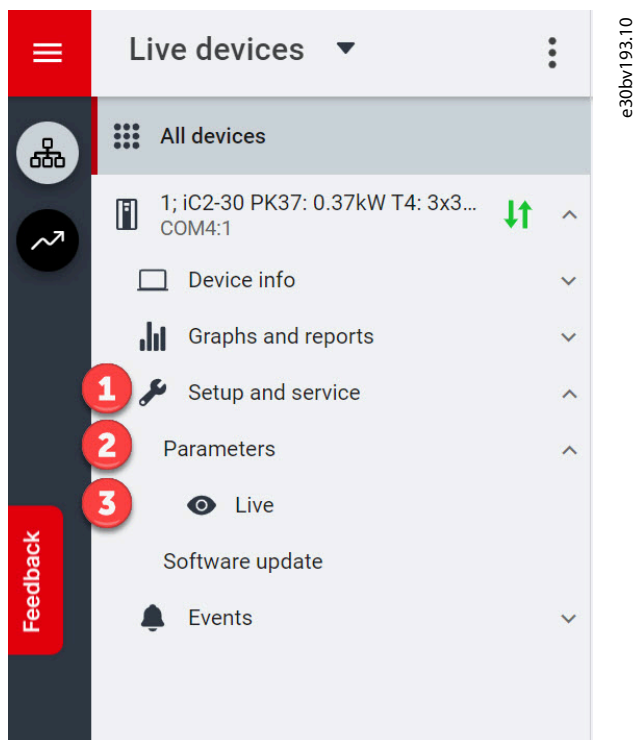 Live devices
e30bv193.10
All devices
1; iC2-30 PK37: 0.37kW T4: 3x3...
COM4:1
Device info
Graphs and reports
1
Setup and service
2
Parameters
3
Live
Software update
Feedback
Events